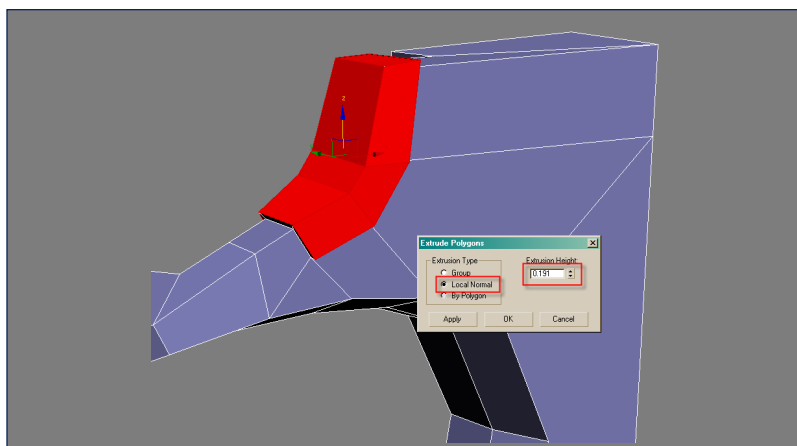 z
Extrude Polygons
Extrusion Type
Group
Local Normal
By Polygon
Extrusion Height:
0.191
Apply
OK
Cancel